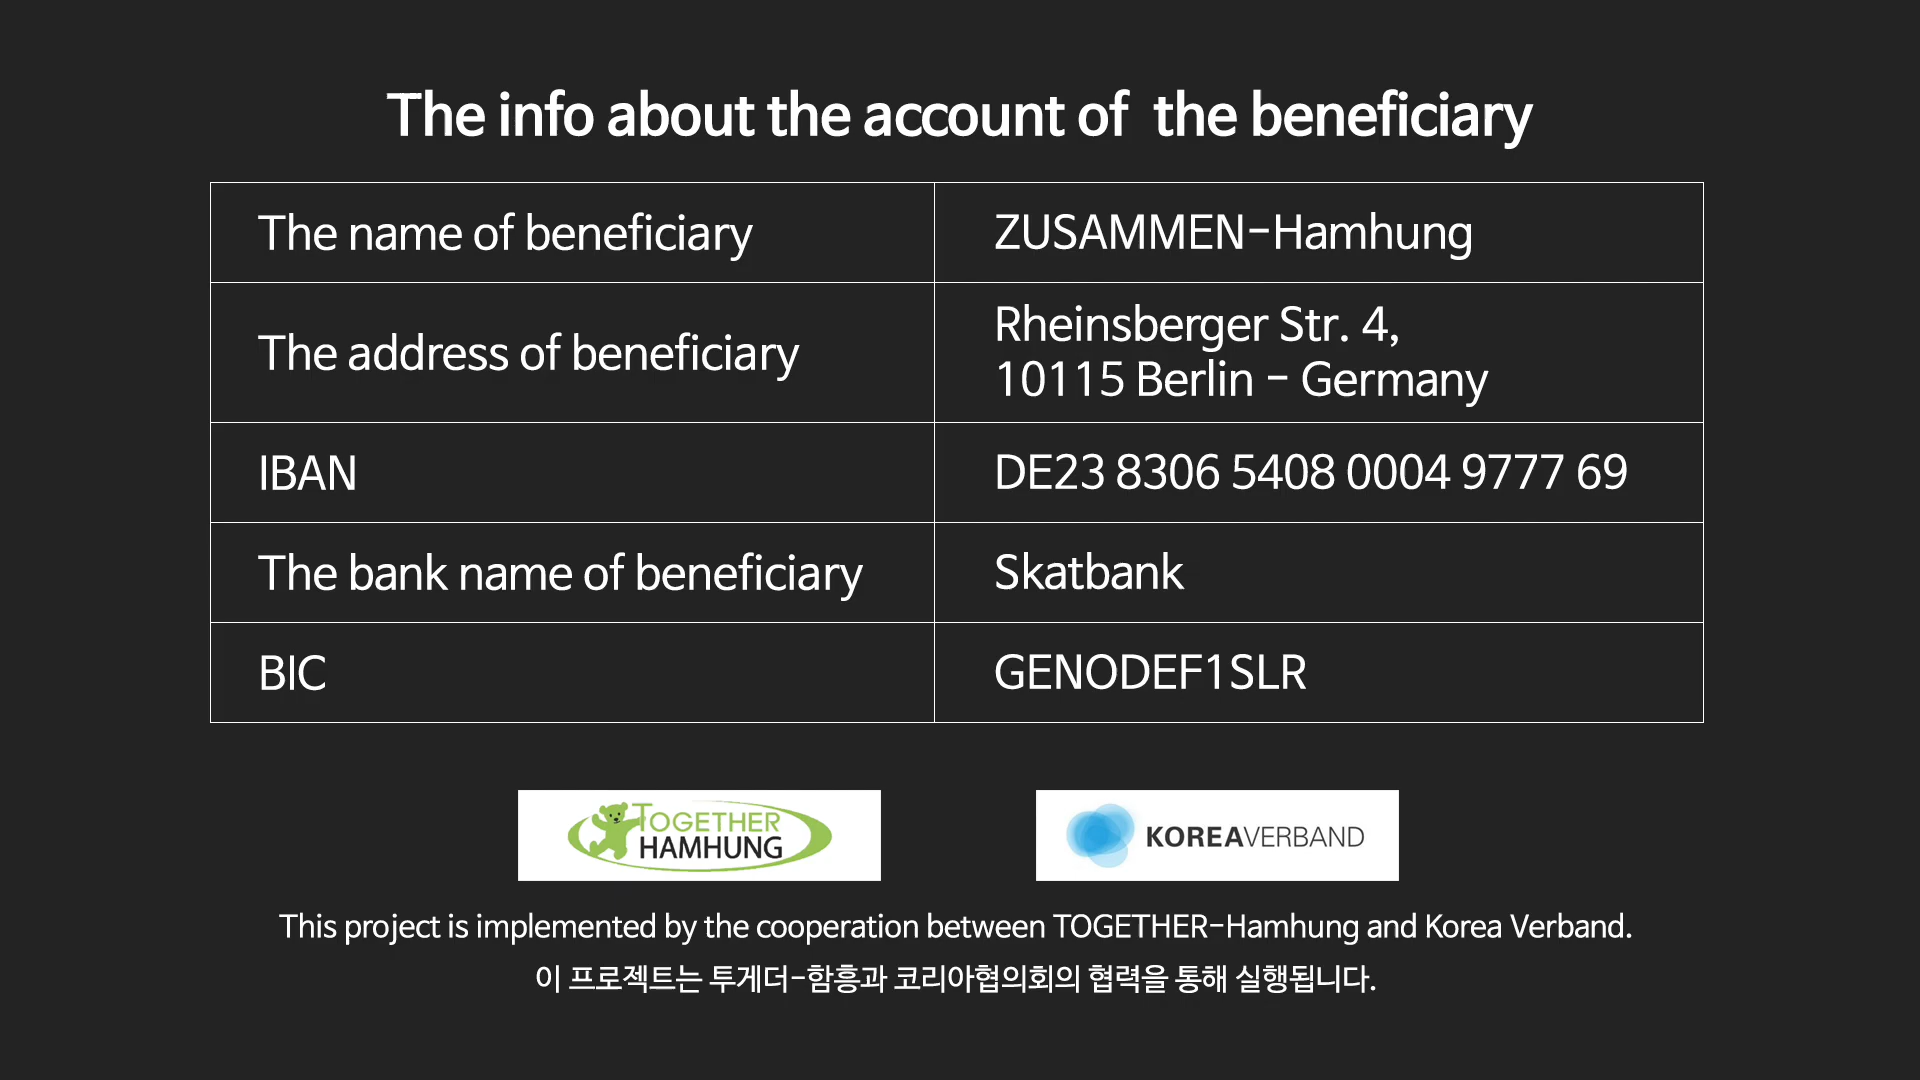 The info about the account of  the beneficiary
The name of beneficiary
ZUSAMMEN-Hamhung
The address of beneficiary
Rheinsberger Str. 4,
10115 Berlin - Germany
IBAN
DE23 8306 5408 0004 9777 69
The bank name of beneficiary
Skatbank
BIC
GENODEF1SLR
TOGETHER
HAMHUNG
KOREAVERBAND
This project is implemented by the cooperation between TOGETHER-Hamhung and Korea Verband.
이 프로젝트는 투게더-함흥과 코리아협의회의 협력을 통해 실행됩니다.